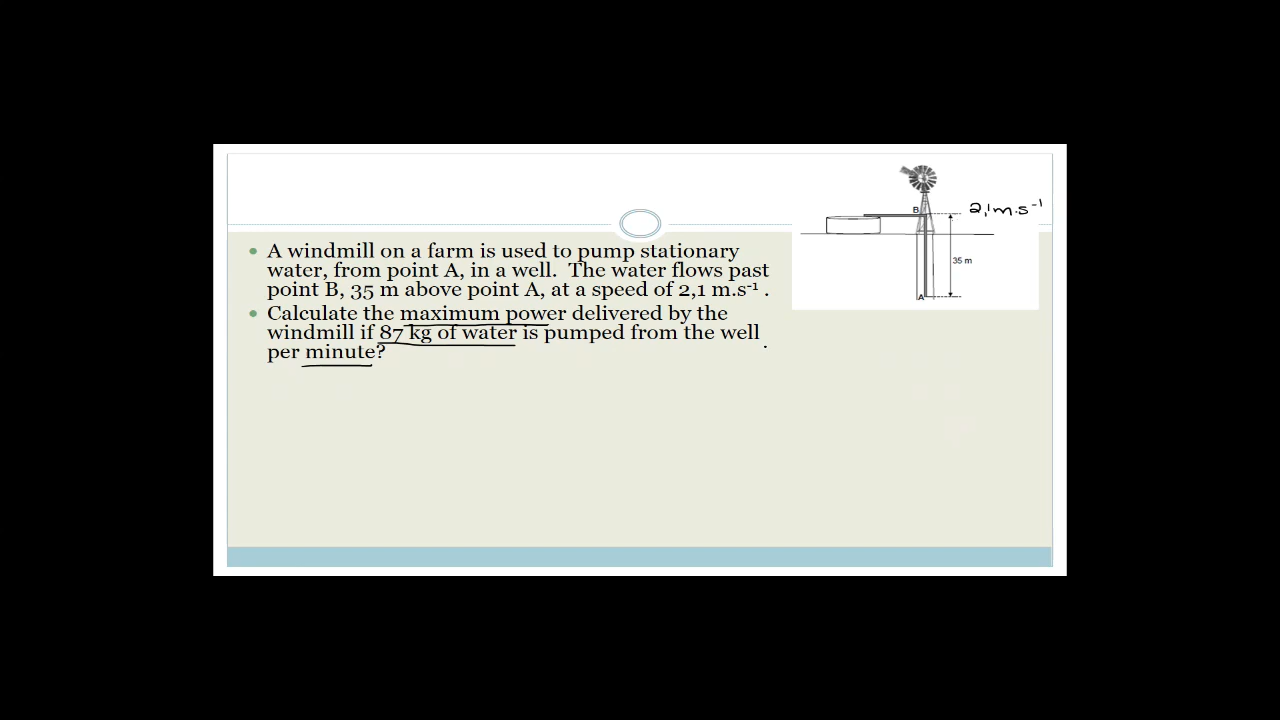 B
2,1m.s⁻¹
35 m
A
• A windmill on a farm is used to pump stationary
water, from point A, in a well. The water flows past
point B, 35 m above point A, at a speed of 2,1 m.s⁻¹ .
• Calculate the maximum power delivered by the
windmill if 87 kg of water is pumped from the well
per minute?